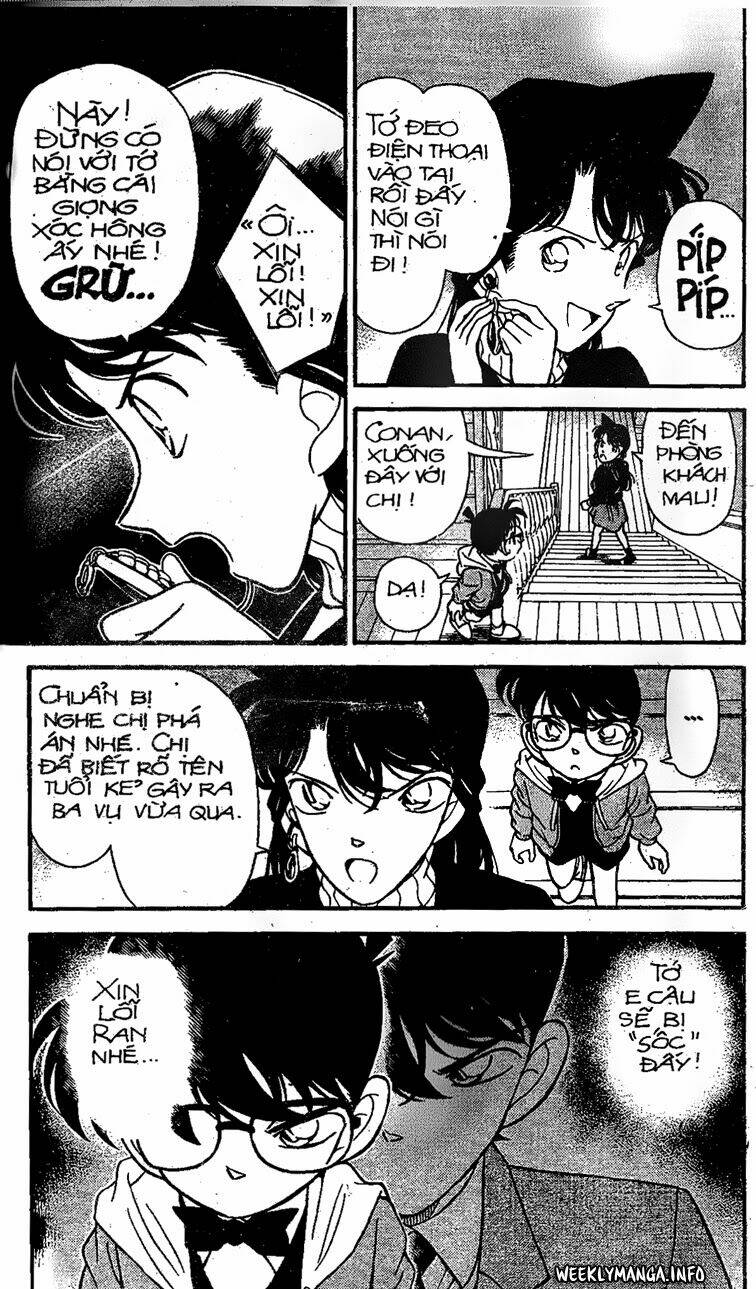 NÀY!
ĐỪNG CÓ
NÓI VỚI TỚ
BẰNG CÁI
GIỌNG
XÓC HÔNG
ẤY NHÉ!
GRỪ...
«ÔI...
XIN
LỖI!
XIN
LỖI!»
TỚ ĐEO
ĐIỆN THOẠI
VÀO TAI
RỒI ĐẤY
NÓI GÌ
THÌ NÓI
ĐI!
PÍP
PÍP...
CONAN,
XUỐNG
ĐÂY VỚI
CHỊ!
DẠ!
ĐẾN
PHÒNG
KHÁCH
MAU!
CHUẨN BỊ
NGHE CHỊ PHÁ
ÁN NHÉ. CHỊ
ĐÃ BIẾT RÕ TÊN
TUỔI KẺ GÂY RA
BA VỤ VỪA QUA.
...
XIN
LỖI
RAN
NHÉ...
TỚ
E CẬU
SẼ BỊ
"SỐC"
ĐẤY!
WEEKLYMANGA.INFO